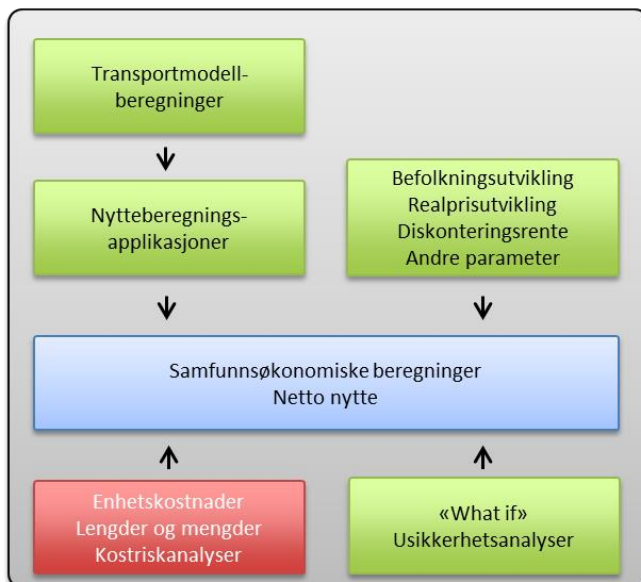 Transportmodell-
beregninger
Nytteberegnings-
applikasjoner
Befolkningsutvikling
Realprisutvikling
Diskonteringsrente
Andre parameter
Samfunnsøkonomiske beregninger
Netto nytte
Enhetskostnader
Lengder og mengder
Kostriskanalyser
«What if»
Usikkerhetsanalyser